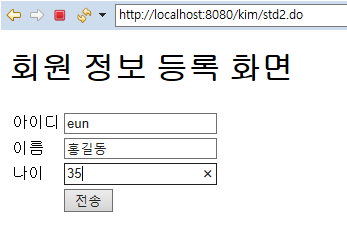 http://localhost:8080/kim/std2.do
회원 정보 등록 화면
아이디 eun
이름 홍길동
나이 35
전송